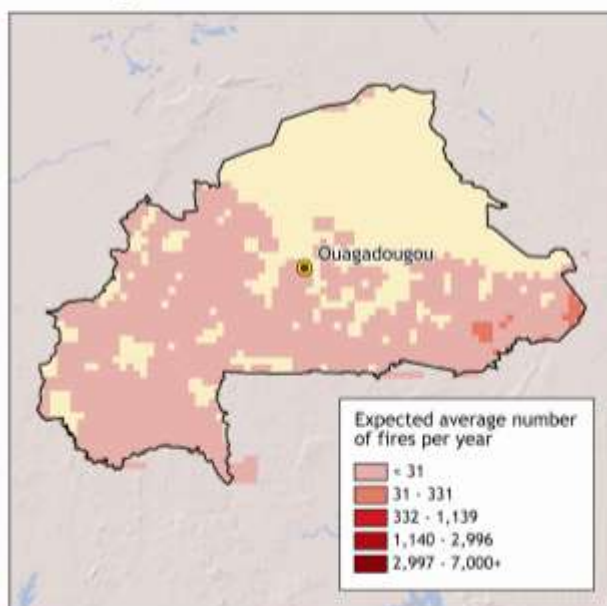 Ouagadougou
Expected average number
of fires per year
< 31
31 - 331
332 - 1,139
1,140 - 2,996
2,997 - 7,000+